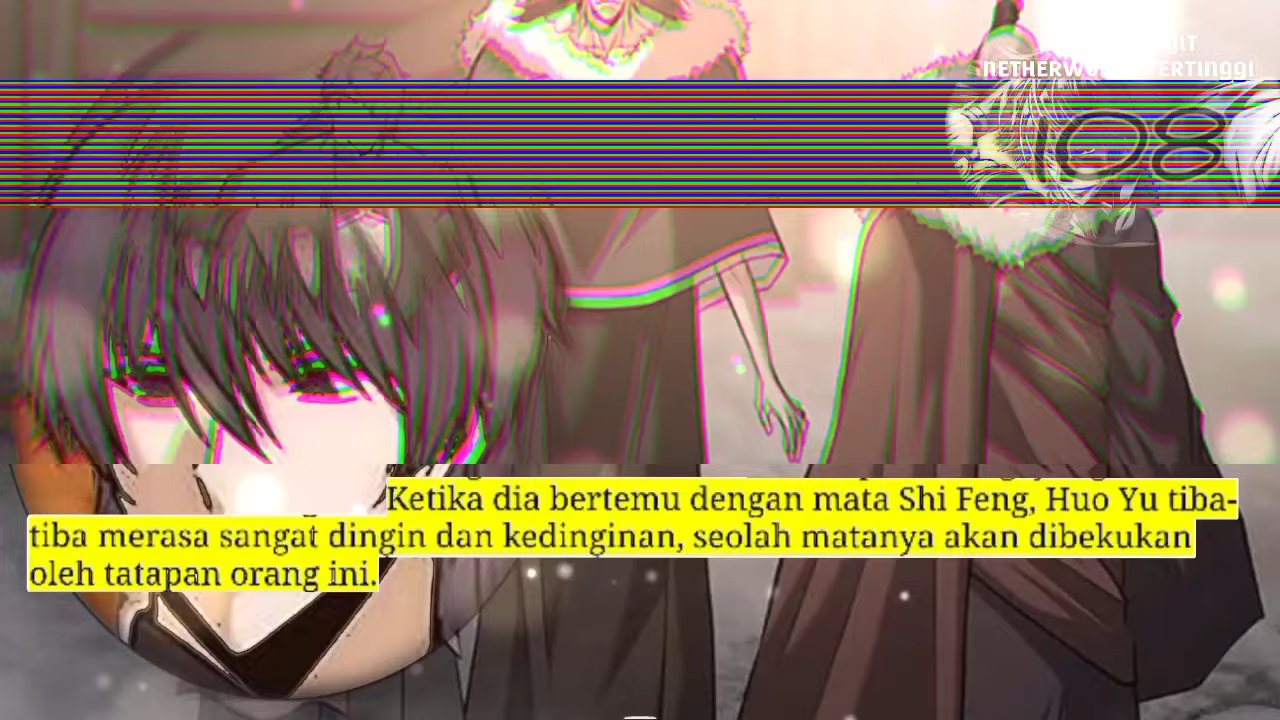 108
Ketika dia bertemu dengan mata Shi Feng, Huo Yu tiba-
tiba merasa sangat dingin dan kedinginan, seolah matanya akan dibekukan
oleh tatapan orang ini.